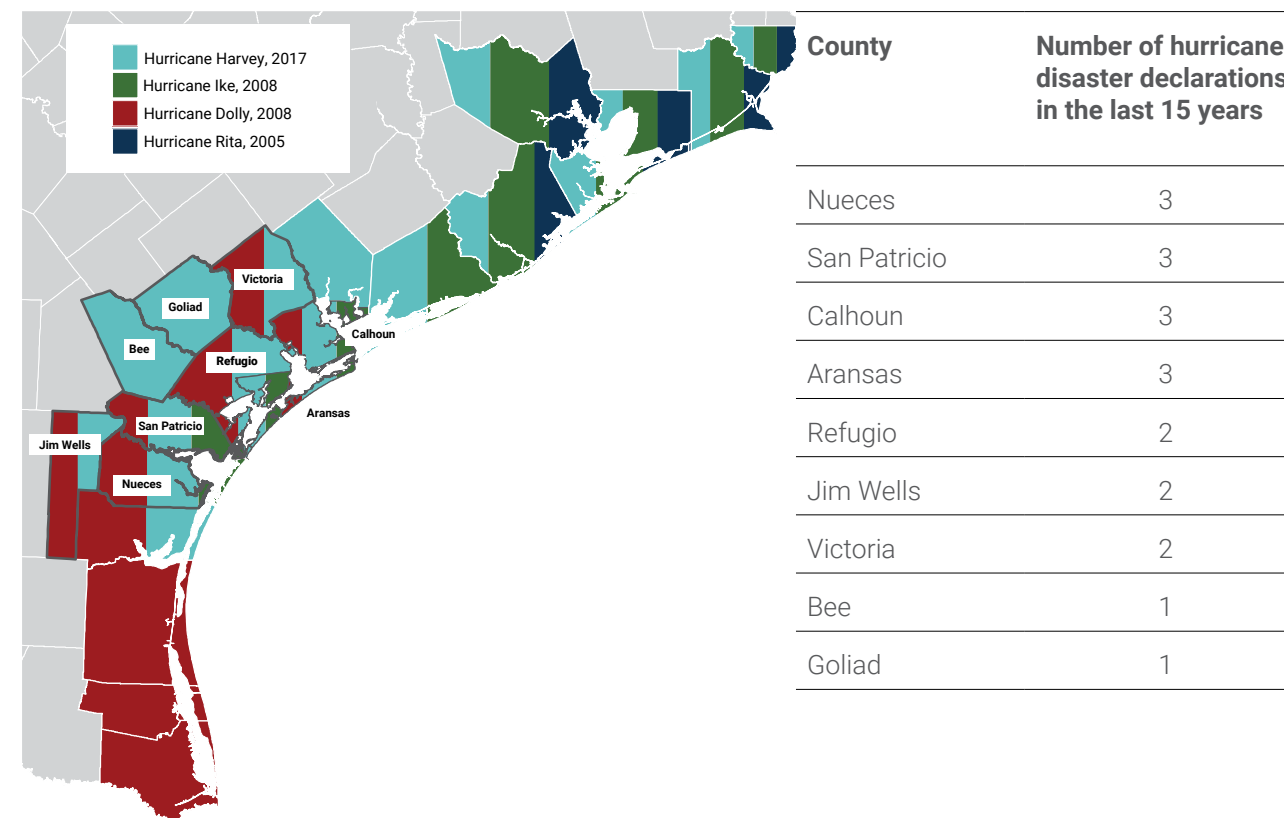 Hurricane Harvey, 2017
Hurricane Ike, 2008
Hurricane Dolly, 2008
Hurricane Rita, 2005
Victoria
Goliad
Calhoun
Bee
Refugio
Aransas
San Patricio
Jim Wells
Nueces
County
Number of hurricane
disaster declarations
in the last 15 years
Nueces 3
San Patricio 3
Calhoun 3
Aransas 3
Refugio 2
Jim Wells 2
Victoria 2
Bee 1
Goliad 1